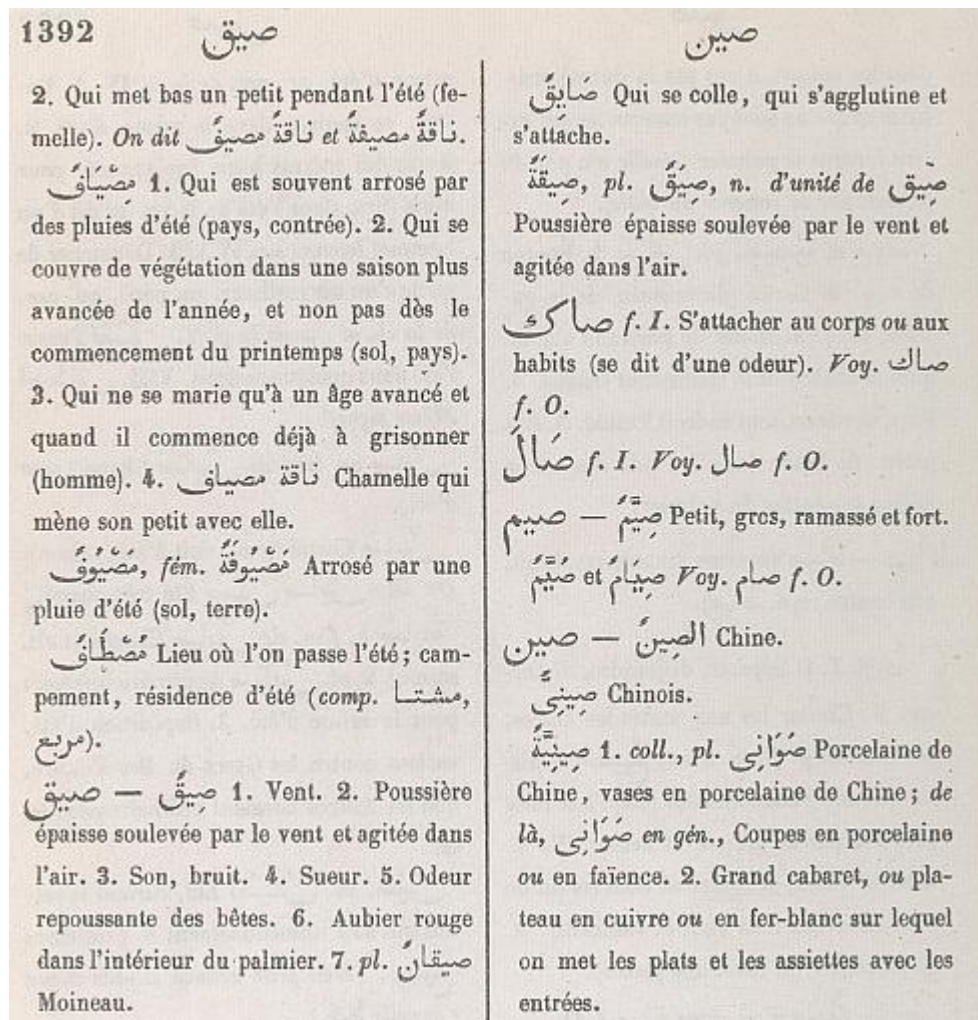 1392 صيق
صين
2. Qui met bas un petit pendant l'été (fe-
melle). On dit ناقةٌ مصيفٌ et ناقةٌ مصيفةٌ.
مِصْيَافٌ 1. Qui est souvent arrosé par
des pluies d'été (pays, contrée). 2. Qui se
couvre de végétation dans une saison plus
avancée de l'année, et non pas dès le
commencement du printemps (sol, pays).
3. Qui ne se marie qu'à un âge avancé et
quand il commence déjà à grisonner
(homme). 4. ناقة مصياف Chamelle qui
mène son petit avec elle.
مَصْيُوفٌ, fém. مَصْيُوفَةٌ Arrosé par une
pluie d'été (sol, terre).
مُصْطَافٌ Lieu où l'on passe l'été; cam-
pement, résidence d'été (comp. مشتا,
مربع).
صيق — صِيقٌ 1. Vent. 2. Poussière
épaisse soulevée par le vent et agitée dans
l'air. 3. Son, bruit. 4. Sueur. 5. Odeur
repoussante des bêtes. 6. Aubier rouge
dans l'intérieur du palmier. 7. pl. صيقانٌ
Moineau.
صَايِقٌ Qui se colle, qui s'agglutine et
s'attache.
صِيقَةٌ, pl. صِيَقٌ, n. d'unité de صِيق
Poussière épaisse soulevée par le vent et
agitée dans l'air.
صاك f. I. S'attacher au corps ou aux
habits (se dit d'une odeur). Voy. صاك
f. O.
صَالَ f. I. Voy. صال f. O.
صيم — صِيَمٌّ Petit, gros, ramassé et fort.
صُيَّمٌ et صِيَامٌ Voy. صام f. O.
صين — الصِينُ Chine.
صِينِىٌّ Chinois.
صِينِيَّةٌ 1. coll., pl. صَوَانِى Porcelaine de
Chine, vases en porcelaine de Chine; de
là, صَوَانِى en gén., Coupes en porcelaine
ou en faïence. 2. Grand cabaret, ou pla-
teau en cuivre ou en fer-blanc sur lequel
on met les plats et les assiettes avec les
entrées.